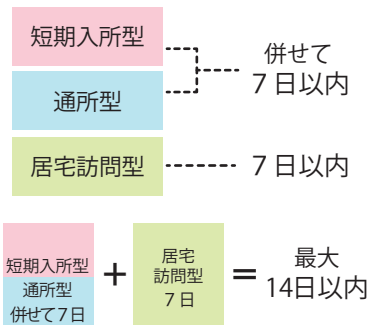 短期入所型
通所型
併せて
7日以内
居宅訪問型
7日以内
短期入所型
通所型
併せて7日
+
居宅
訪問型
7日
=
最大
14日以内